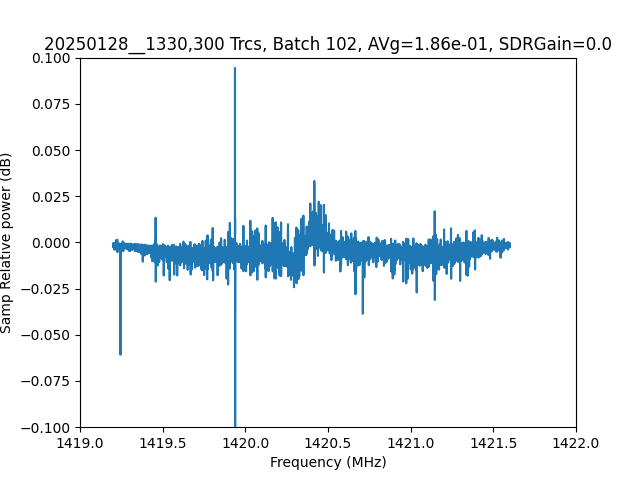 20250128__1330,300 Trcs, Batch 102, AVg=1.86e-01, SDRGain=0.0
0.100
0.075
0.050
0.025
0.000
−0.025
−0.050
−0.075
−0.100
Samp Relative power (dB)
1419.0 1419.5 1420.0 1420.5 1421.0 1421.5 1422.0
Frequency (MHz)